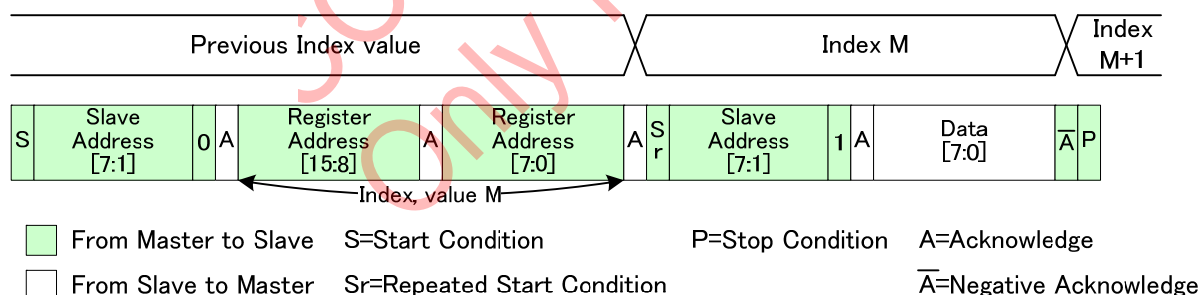 Previous Index value
Index M
Index
M+1
S
Slave
Address
[7:1]
0
A
Register
Address
[15:8]
A
Register
Address
[7:0]
A
S
r
Slave
Address
[7:1]
1
A
Data
[7:0]
A̅
P
Index, value M
From Master to Slave
S=Start Condition
P=Stop Condition
A=Acknowledge
From Slave to Master
Sr=Repeated Start Condition
A̅=Negative Acknowledge
Only